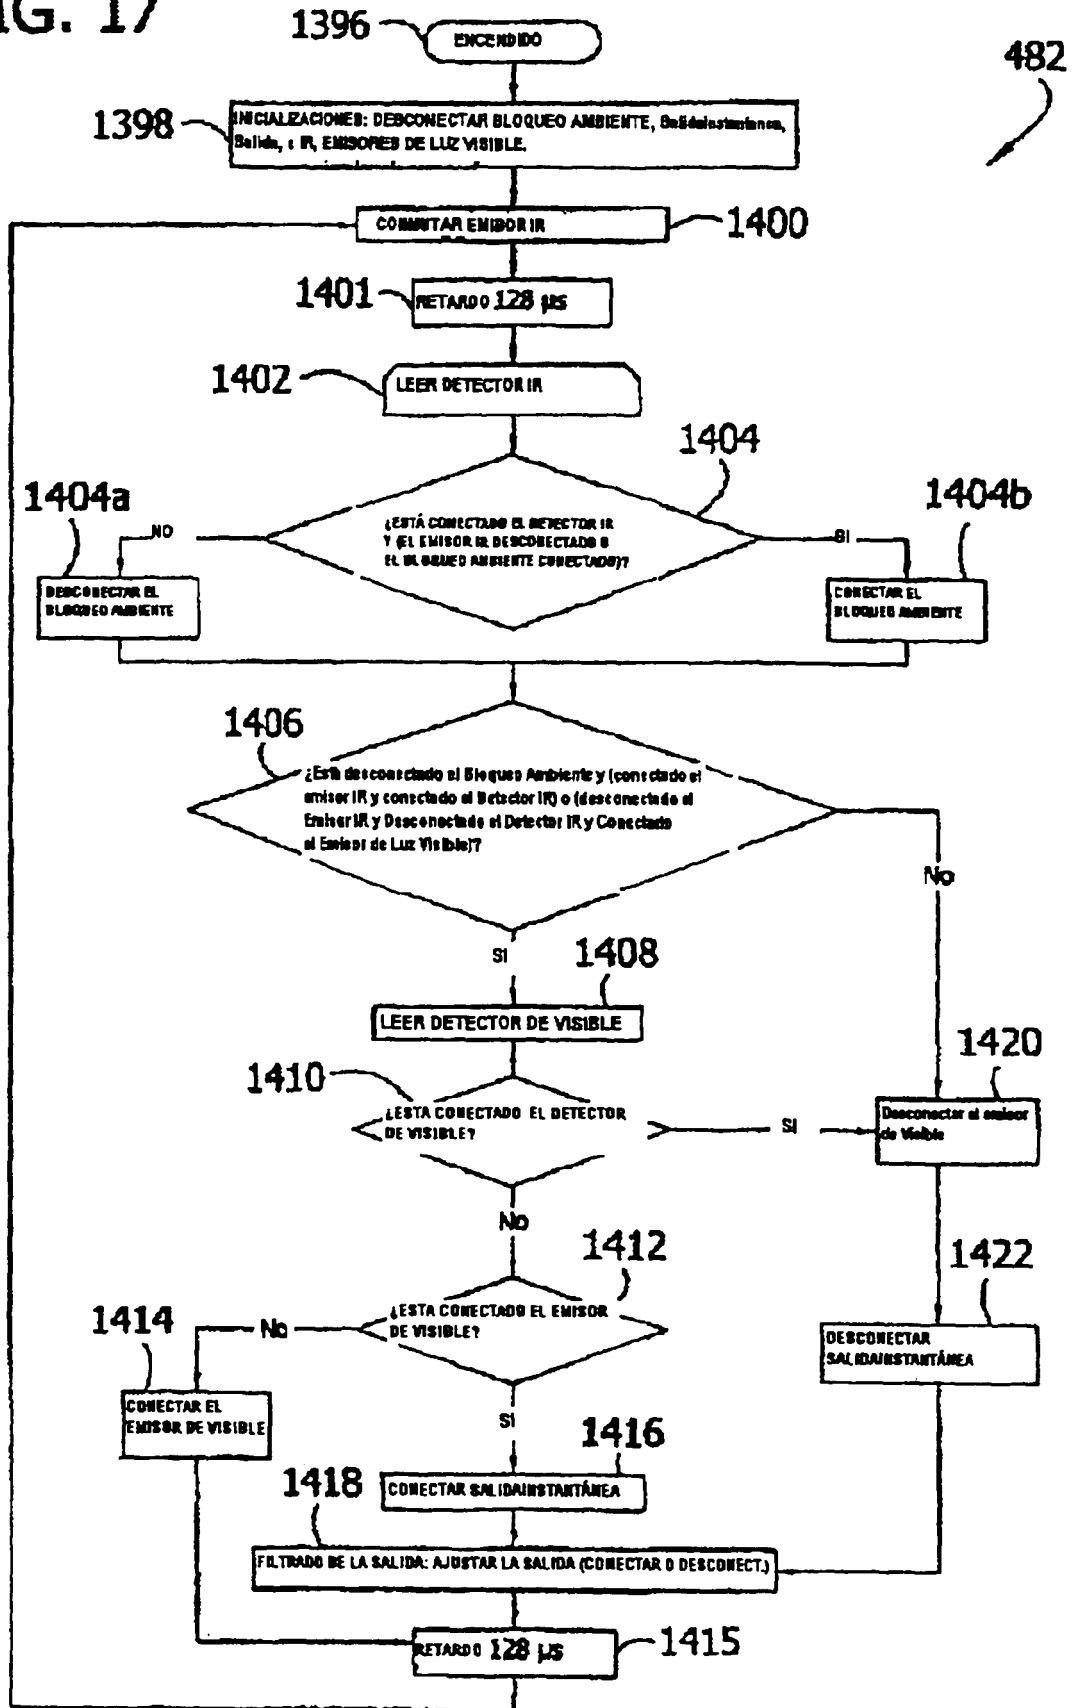 IG. 17
1396
ENCENDIDO
482
1398
INICIALIZACIONES: DESCONECTAR BLOQUEO AMBIENTE, SalidaInstantanea,
Salida, : IR, EMISORES DE LUZ VISIBLE.
CONMUTAR EMISOR IR
1400
1401
RETARDO 128 µs
1402
LEER DETECTOR IR
1404
1404a
1404b
NO
¿ESTÁ CONECTADO EL DETECTOR IR
Y (EL EMISOR IR DESCONECTADO O
EL BLOQUEO AMBIENTE CONECTADO)?
SI
DESCONECTAR EL
BLOQUEO AMBIENTE
CONECTAR EL
BLOQUEO AMBIENTE
1406
¿Está desconectado el Bloqueo Ambiente y (conectado el
emisor IR y conectado el Detector IR) o (desconectado el
Emisor IR y Desconectado el Detector IR y Conectado
el Emisor de Luz Visible)?
No
SI
1408
LEER DETECTOR DE VISIBLE
1410
¿ESTA CONECTADO EL DETECTOR
DE VISIBLE?
SI
1420
Desconectar el emisor
de Visible
No
1412
¿ESTA CONECTADO EL EMISOR
DE VISIBLE?
1422
1414
No
DESCONECTAR
SALIDAINSTANTÁNEA
CONECTAR EL
EMISOR DE VISIBLE
SI
1416
CONECTAR SALIDAINSTANTÁNEA
1418
FILTRADO DE LA SALIDA: AJUSTAR LA SALIDA (CONECTAR O DESCONECT.)
RETARDO 128 µs
1415